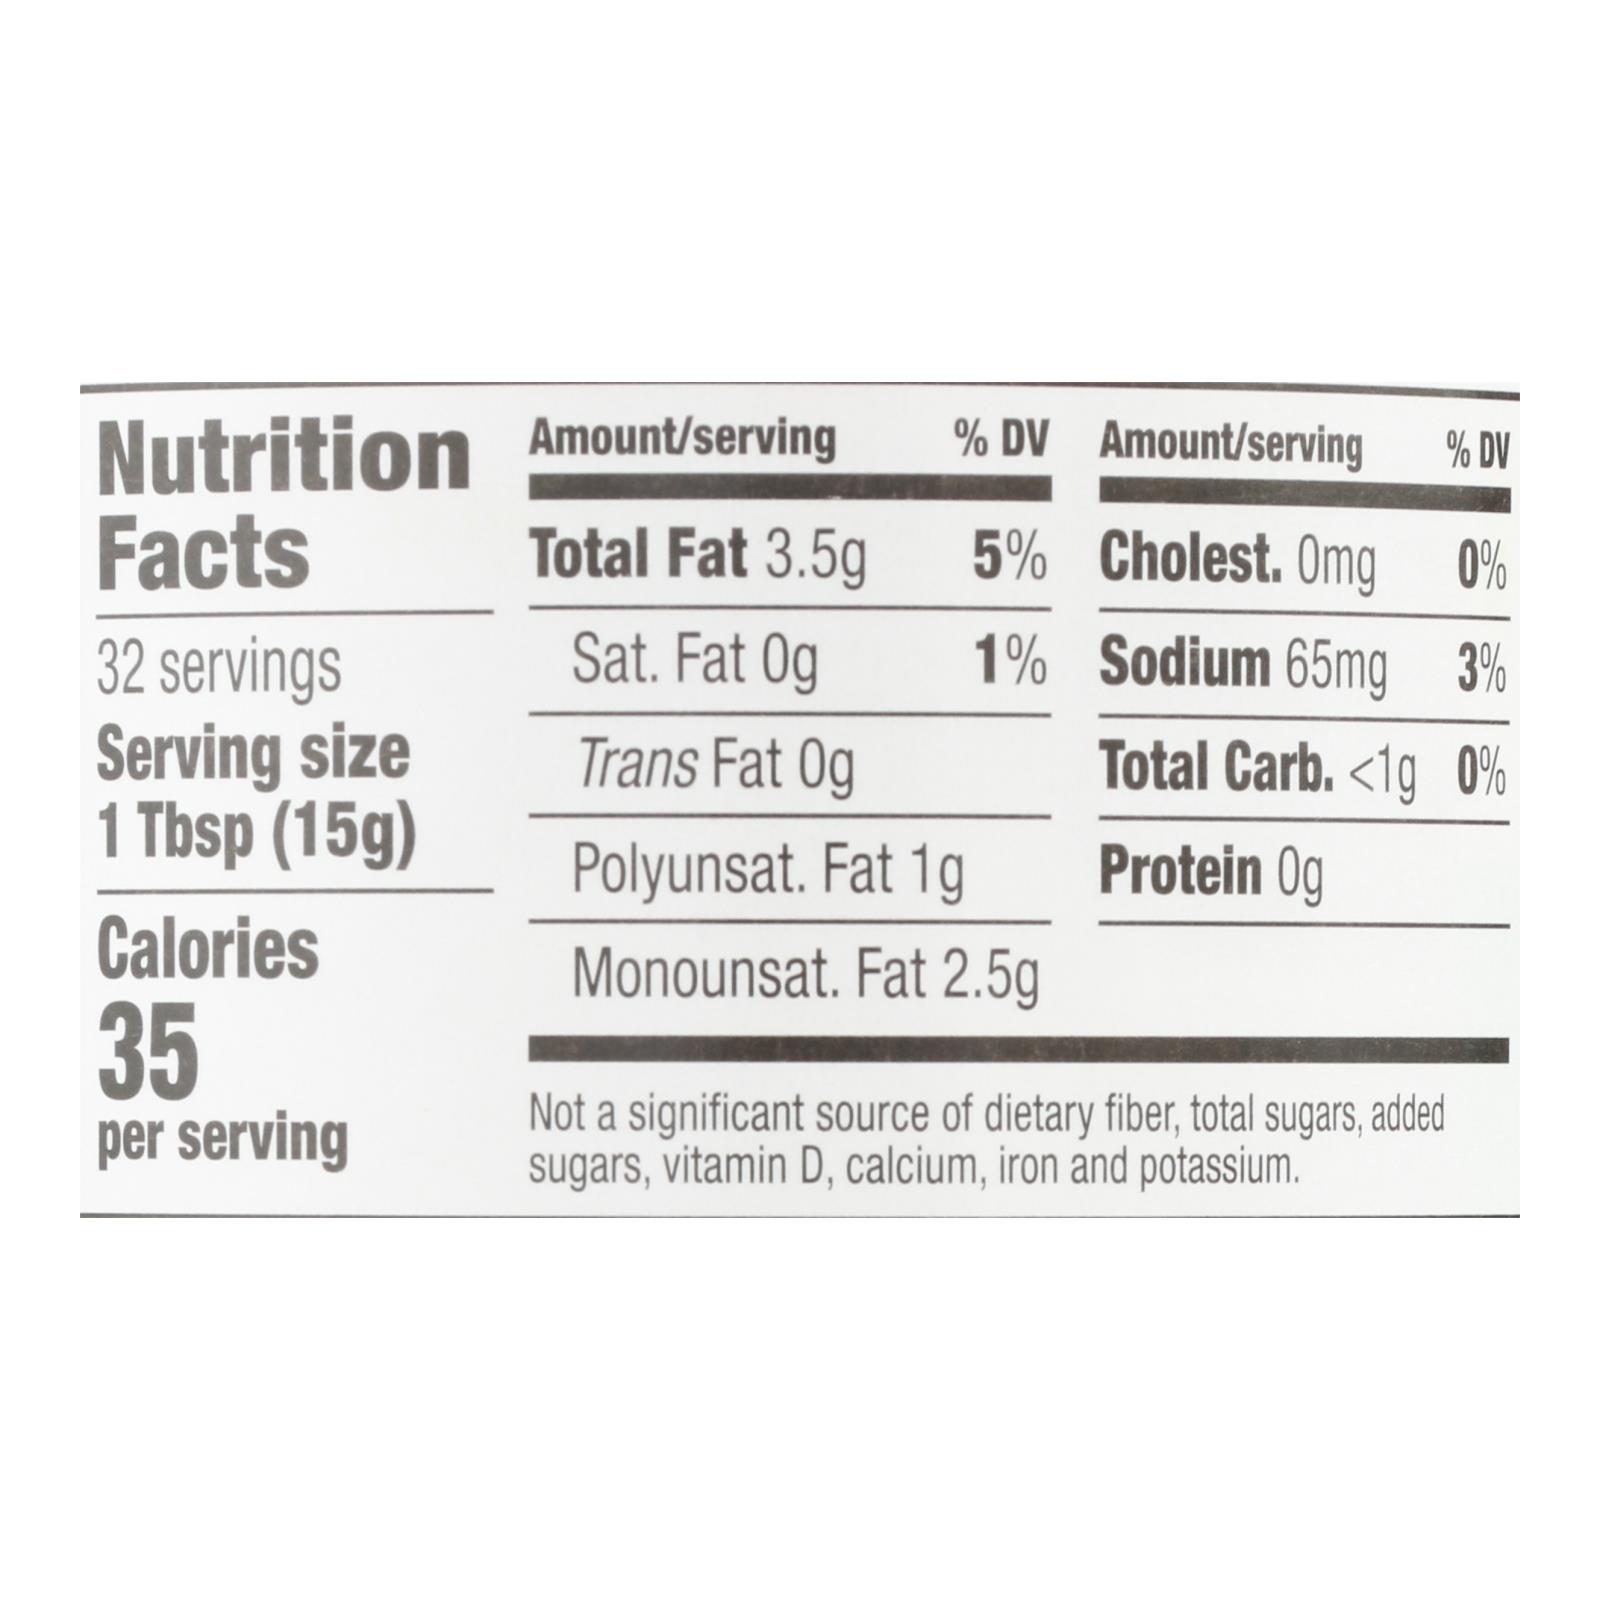 Nutrition
Facts
32 servings
Serving size
1 Tbsp (15g)
Calories
35
per serving
Amount/serving % DV
Total Fat 3.5g 5%
Sat. Fat 0g 1%
Trans Fat 0g
Polyunsat. Fat 1g
Monounsat. Fat 2.5g
Amount/serving % DV
Cholest. 0mg 0%
Sodium 65mg 3%
Total Carb. <1g 0%
Protein 0g
Not a significant source of dietary fiber, total sugars, added
sugars, vitamin D, calcium, iron and potassium.